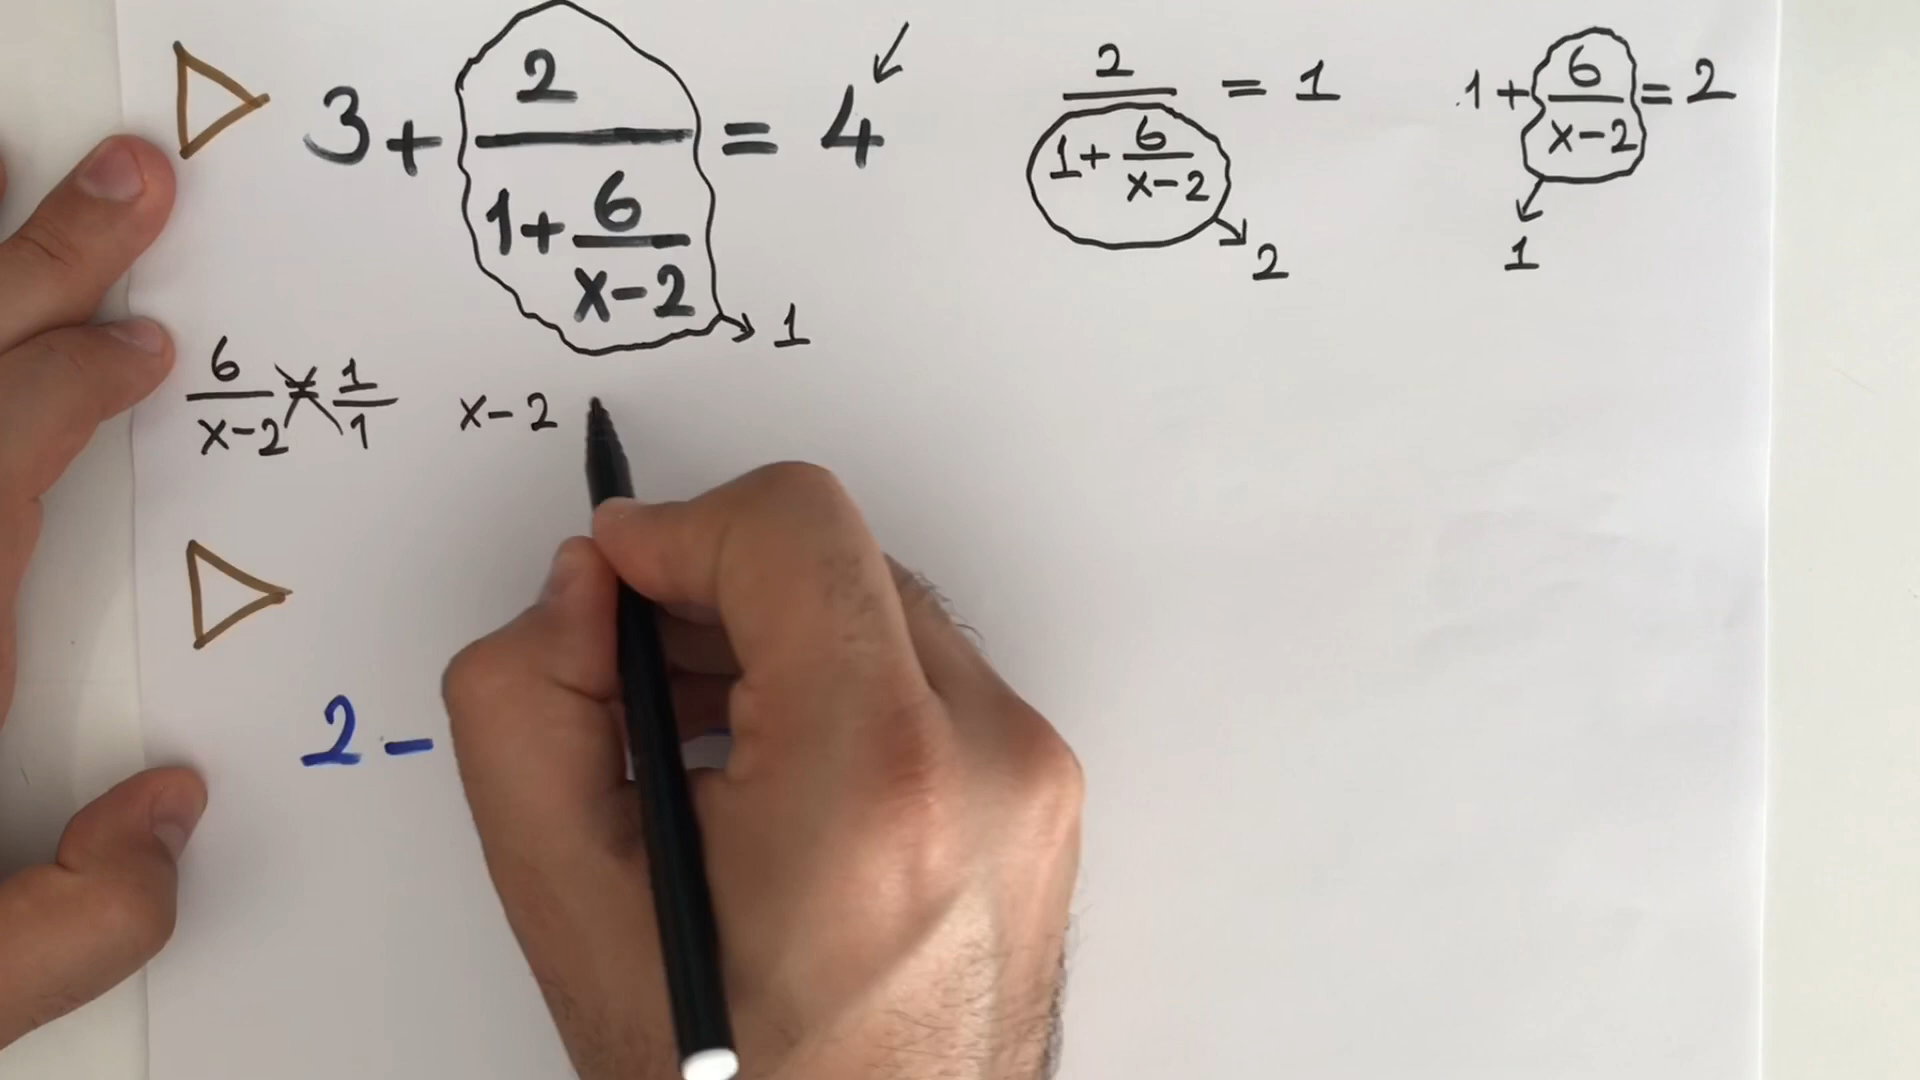 3 + 2/(1 + 6/(x-2)) = 4
1
2/(1 + 6/(x-2)) = 1
2
1 + 6/(x-2) = 2
1
6/(x-2) = 1/1
x-2
2 -